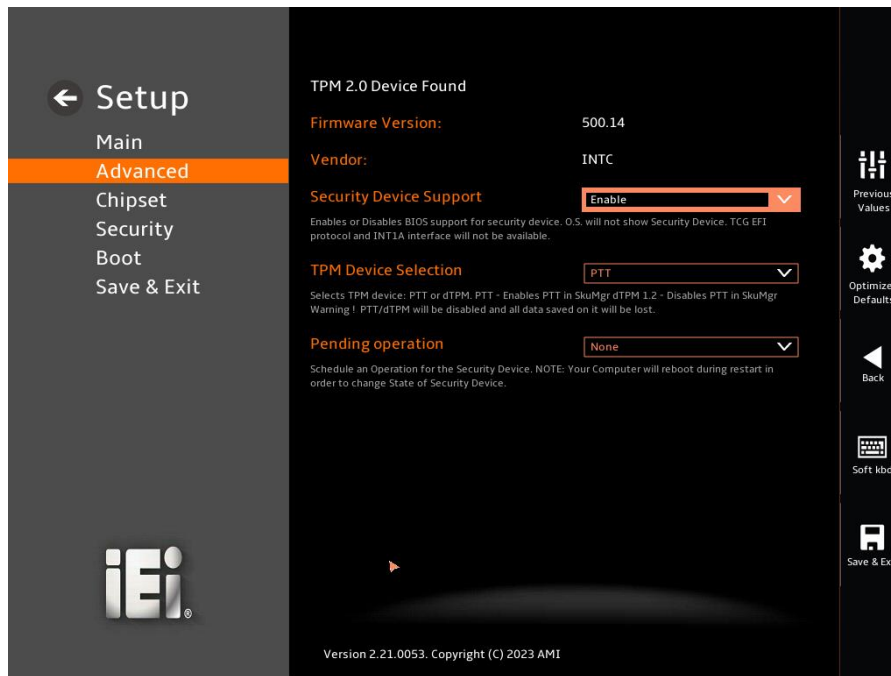 Setup
Main
Advanced
Chipset
Security
Boot
Save & Exit
TPM 2.0 Device Found
Firmware Version: 500.14
Vendor: INTC
Security Device Support Enable
Enables or Disables BIOS support for security device. O.S. will not show Security Device. TCG EFI
protocol and INT1A interface will not be available.
TPM Device Selection PTT
Selects TPM device: PTT or dTPM. PTT - Enables PTT in SkuMgr dTPM 1.2 - Disables PTT in SkuMgr
Warning ! PTT/dTPM will be disabled and all data saved on it will be lost.
Pending operation None
Schedule an Operation for the Security Device. NOTE: Your Computer will reboot during restart in
order to change State of Security Device.
Version 2.21.0053. Copyright (C) 2023 AMI
iEi®
Previous
Values
Optimize
Defaults
Back
Soft kbd
Save & Ex